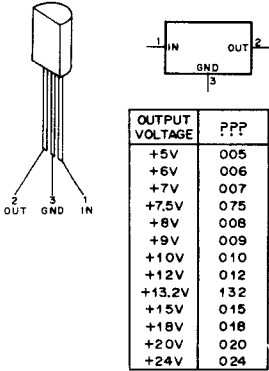 1 IN OUT 2
GND
3
2 3 1
OUT GND IN
OUTPUT VOLTAGE ???
+5V 005
+6V 006
+7V 007
+7.5V 075
+8V 008
+9V 009
+10V 010
+12V 012
+13.2V 132
+15V 015
+18V 018
+20V 020
+24V 024